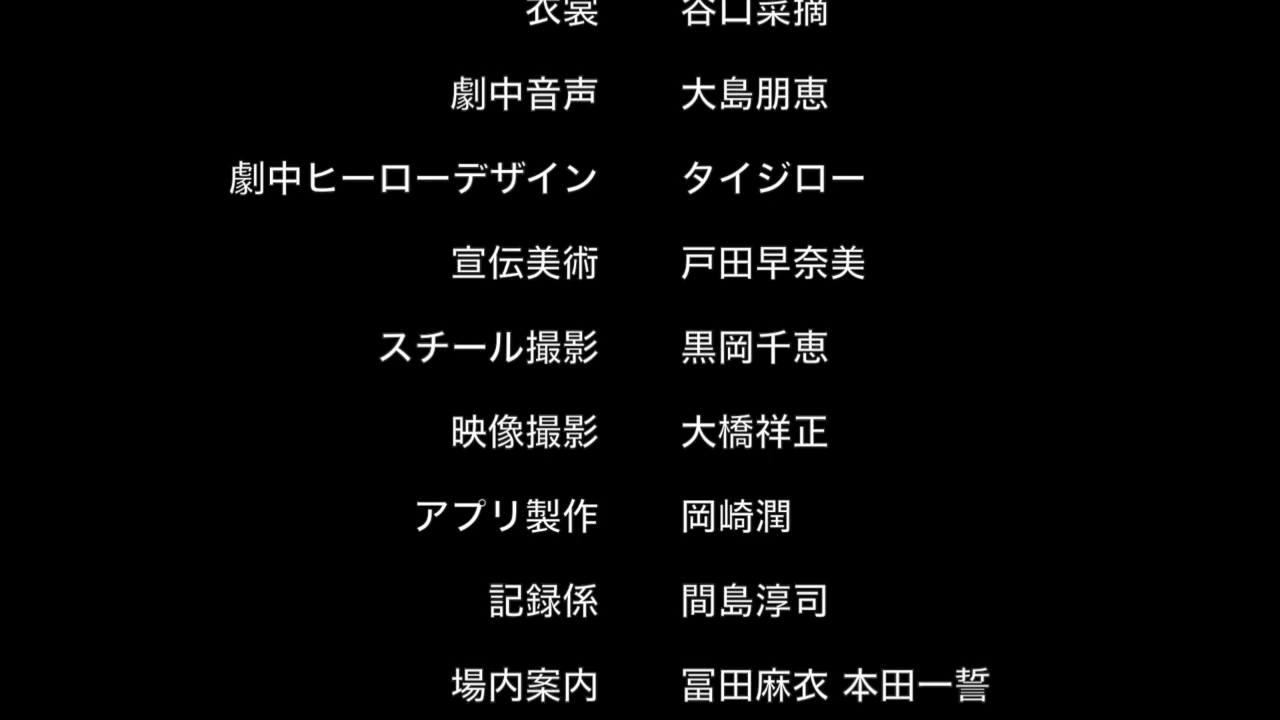 衣裳 谷口菜摘
劇中音声 大島朋恵
劇中ヒーローデザイン タイジロー
宣伝美術 戸田早奈美
スチール撮影 黒岡千恵
映像撮影 大橋祥正
アプリ製作 岡崎潤
記録係 間島淳司
場内案内 冨田麻衣 本田一誓